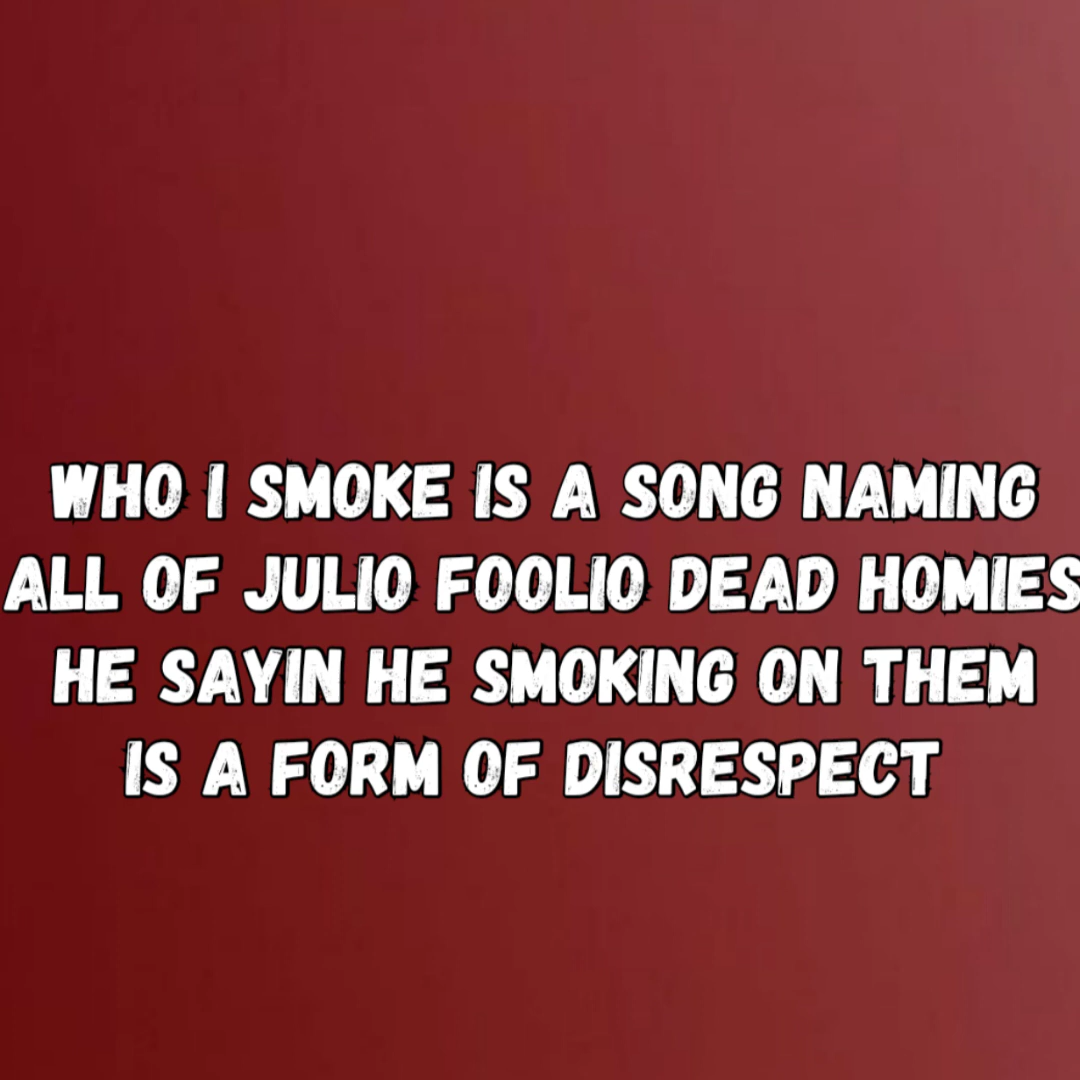 WHO I SMOKE IS A SONG NAMING
ALL OF JULIO FOOLIO DEAD HOMIES
HE SAYIN HE SMOKING ON THEM
IS A FORM OF DISRESPECT